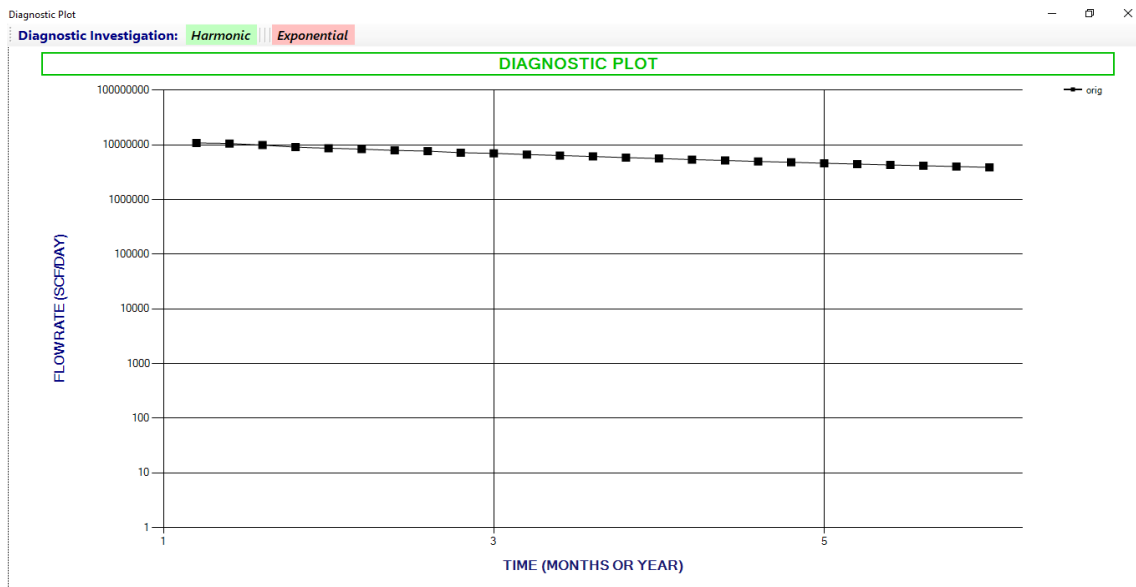 Diagnostic Plot
Diagnostic Investigation: Harmonic Exponential
DIAGNOSTIC PLOT
orig
100000000
10000000
1000000
100000
10000
1000
100
10
1
FLOWRATE (SCF/DAY)
1 3 5
TIME (MONTHS OR YEAR)